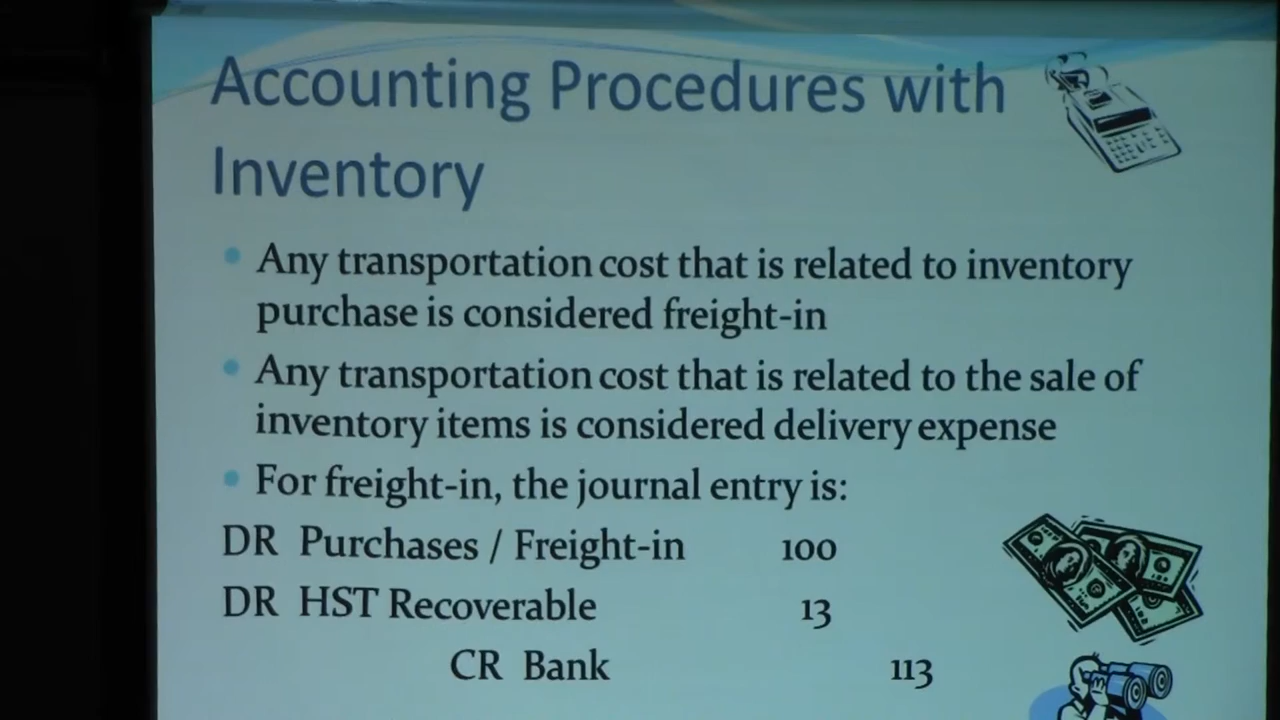 Accounting Procedures with
Inventory
• Any transportation cost that is related to inventory
purchase is considered freight-in
• Any transportation cost that is related to the sale of
inventory items is considered delivery expense
• For freight-in, the journal entry is:
DR Purchases / Freight-in 100
DR HST Recoverable 13
CR Bank 113